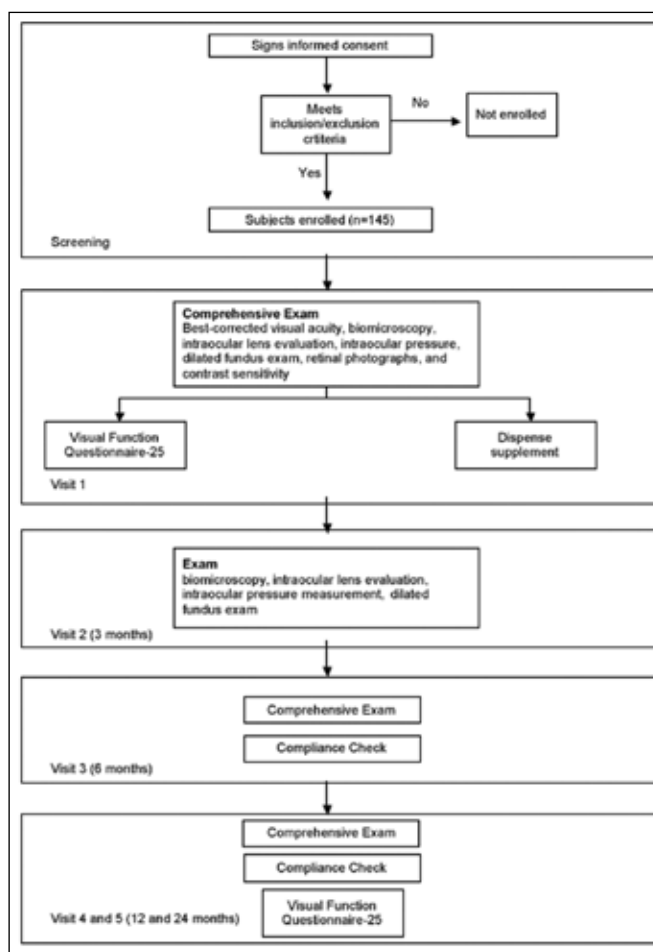 Signs informed consent
Meets
inclusion/exclusion
crtiteria
No
Not enrolled
Yes
Subjects enrolled (n=145)
Screening
Comprehensive Exam
Best-corrected visual acuity, biomicroscopy,
intraocular lens evaluation, intraocular pressure,
dilated fundus exam, retinal photographs, and
contrast sensitivity
Visual Function
Questionnaire-25
Dispense
supplement
Visit 1
Exam
biomicroscopy, intraocular lens evaluation,
intraocular pressure measurement, dilated
fundus exam
Visit 2 (3 months)
Comprehensive Exam
Compliance Check
Visit 3 (6 months)
Comprehensive Exam
Compliance Check
Visual Function
Questionnaire-25
Visit 4 and 5 (12 and 24 months)